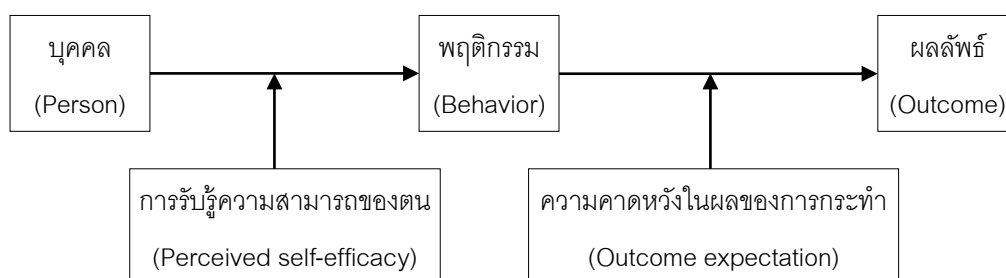 บุคคล
(Person)
พฤติกรรม
(Behavior)
ผลลัพธ์
(Outcome)
การรับรู้ความสามารถของตน
(Perceived self-efficacy)
ความคาดหวังในผลของการกระทำ
(Outcome expectation)